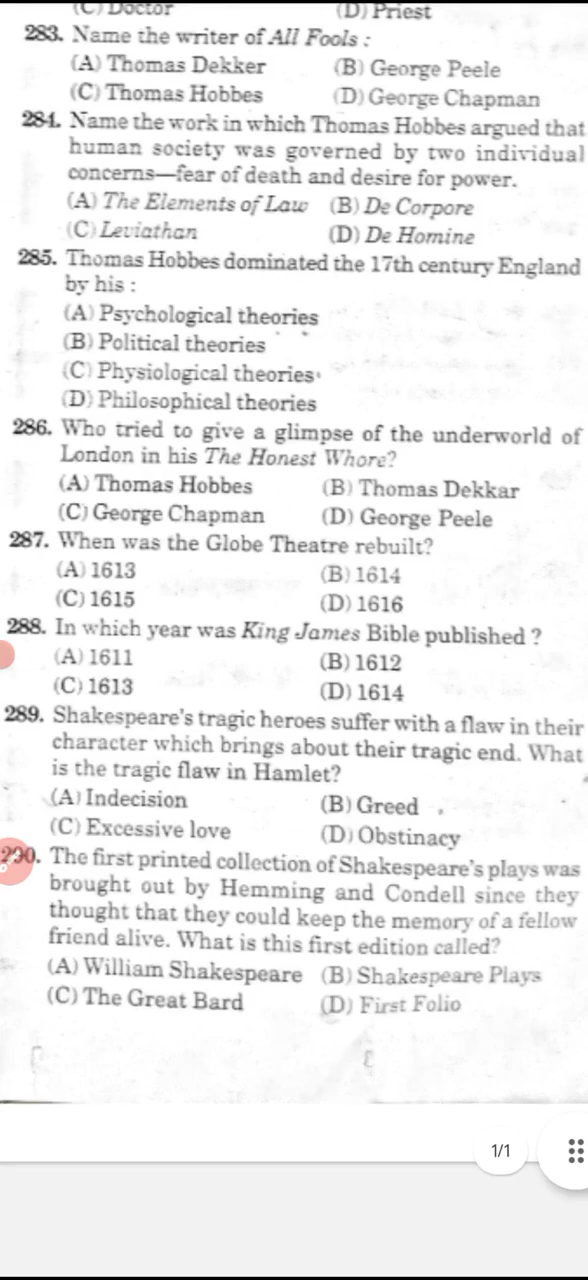 (C) Doctor (D) Priest
283. Name the writer of All Fools :
(A) Thomas Dekker (B) George Peele
(C) Thomas Hobbes (D) George Chapman
284. Name the work in which Thomas Hobbes argued that
human society was governed by two individual
concerns—fear of death and desire for power.
(A) The Elements of Law (B) De Corpore
(C) Leviathan (D) De Homine
285. Thomas Hobbes dominated the 17th century England
by his :
(A) Psychological theories
(B) Political theories
(C) Physiological theories
(D) Philosophical theories
286. Who tried to give a glimpse of the underworld of
London in his The Honest Whore?
(A) Thomas Hobbes (B) Thomas Dekkar
(C) George Chapman (D) George Peele
287. When was the Globe Theatre rebuilt?
(A) 1613 (B) 1614
(C) 1615 (D) 1616
288. In which year was King James Bible published ?
(A) 1611 (B) 1612
(C) 1613 (D) 1614
289. Shakespeare's tragic heroes suffer with a flaw in their
character which brings about their tragic end. What
is the tragic flaw in Hamlet?
(A) Indecision (B) Greed
(C) Excessive love (D) Obstinacy
290. The first printed collection of Shakespeare's plays was
brought out by Hemming and Condell since they
thought that they could keep the memory of a fellow
friend alive. What is this first edition called?
(A) William Shakespeare (B) Shakespeare Plays
(C) The Great Bard (D) First Folio
1/1